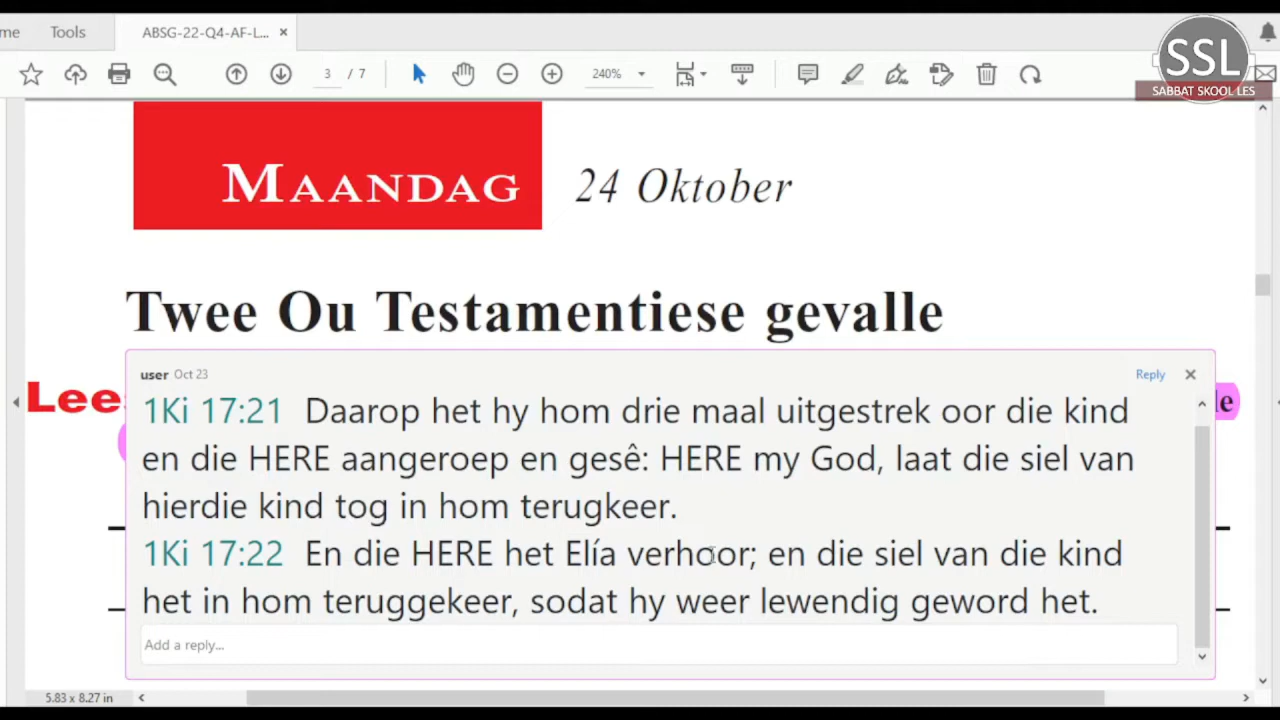 me
Tools
ABSG-22-Q4-AF-L...
SSL
SABBAT SKOOL LES
3 / 7
240%
MAANDAG
24 Oktober
Twee Ou Testamentiese gevalle
Lees
le
user Oct 23
Reply
1Ki 17:21 Daarop het hy hom drie maal uitgestrek oor die kind
en die HERE aangeroep en gesê: HERE my God, laat die siel van
hierdie kind tog in hom terugkeer.
1Ki 17:22 En die HERE het Elía verhoor; en die siel van die kind
het in hom teruggekeer, sodat hy weer lewendig geword het.
Add a reply...
5.83 x 8.27 in